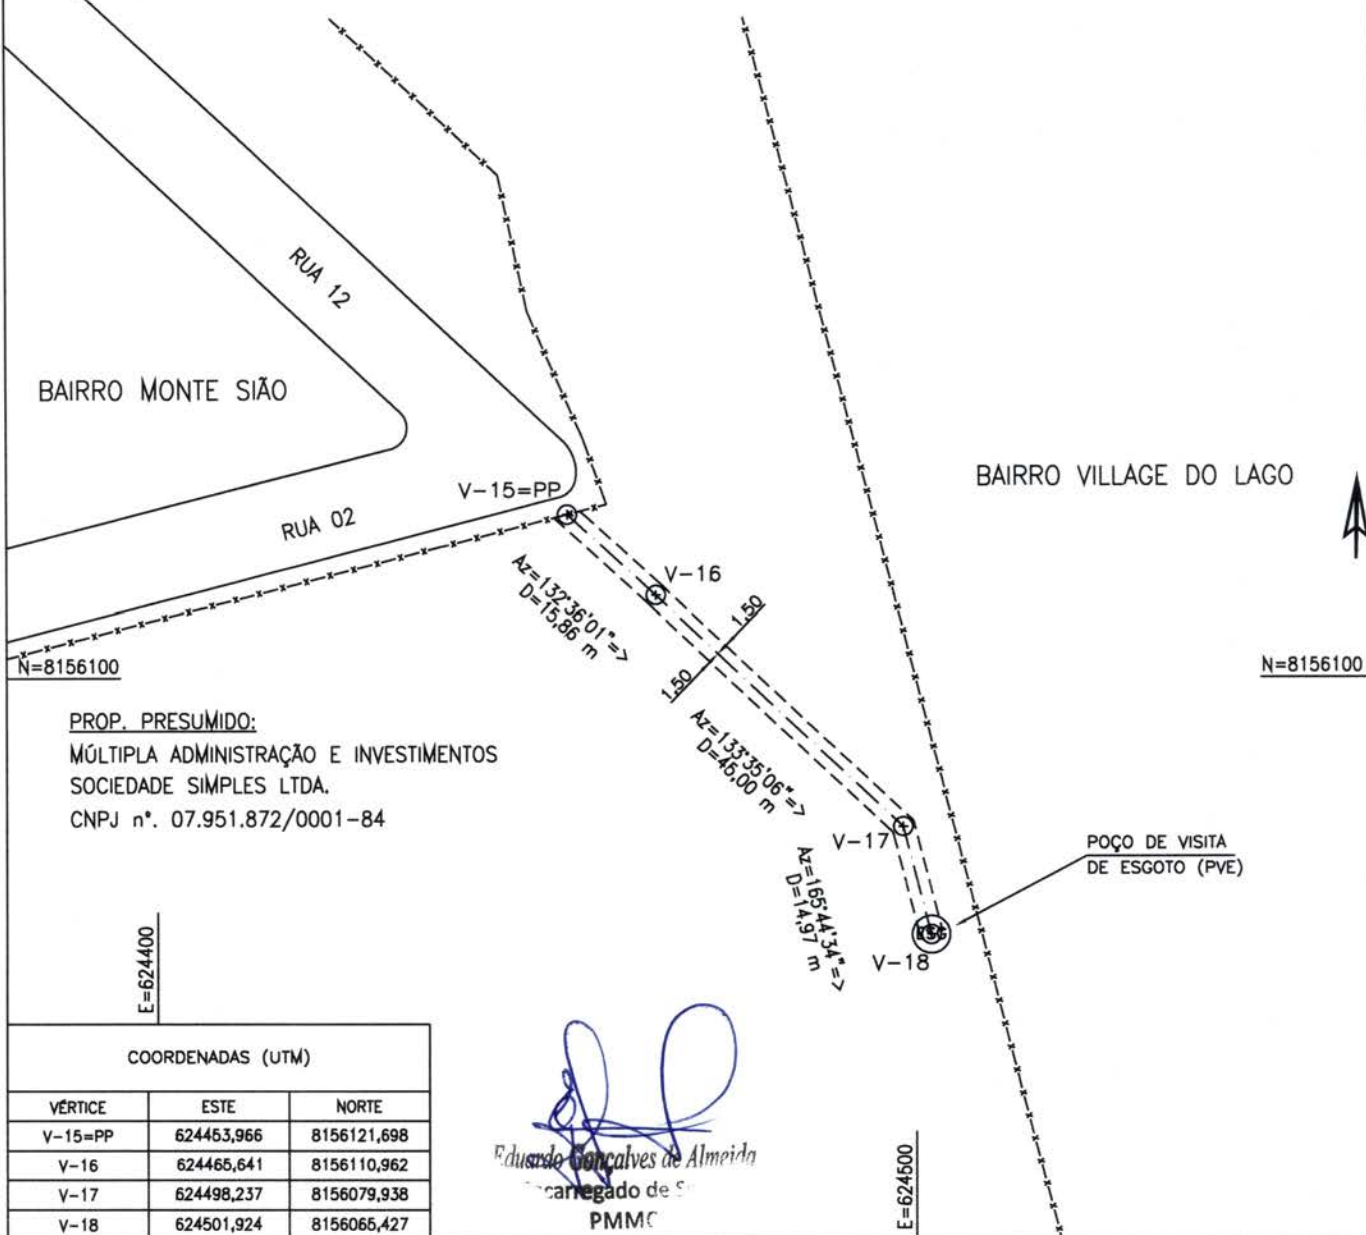 RUA 12
BAIRRO MONTE SIÃO
BAIRRO VILLAGE DO LAGO
V-15=PP
RUA 02
Az=132°36'01"=>
D=15,86 m
V-16
1,50
1,50
N=8156100
N=8156100
PROP. PRESUMIDO:
MÚLTIPLA ADMINISTRAÇÃO E INVESTIMENTOS
SOCIEDADE SIMPLES LTDA.
CNPJ n°. 07.951.872/0001-84
Az=133°35'06"=>
D=45,00 m
V-17
Az=165°44'34"=>
D=14,97 m
POÇO DE VISITA
DE ESGOTO (PVE)
V-18
E=624400
COORDENADAS (UTM)
VÉRTICE ESTE NORTE
V-15=PP 624453,966 8156121,698
V-16 624465,641 8156110,962
V-17 624498,237 8156079,938
V-18 624501,924 8156065,427
Eduardo Gonçalves de Almeida
carregado de
PMMC
E=624500